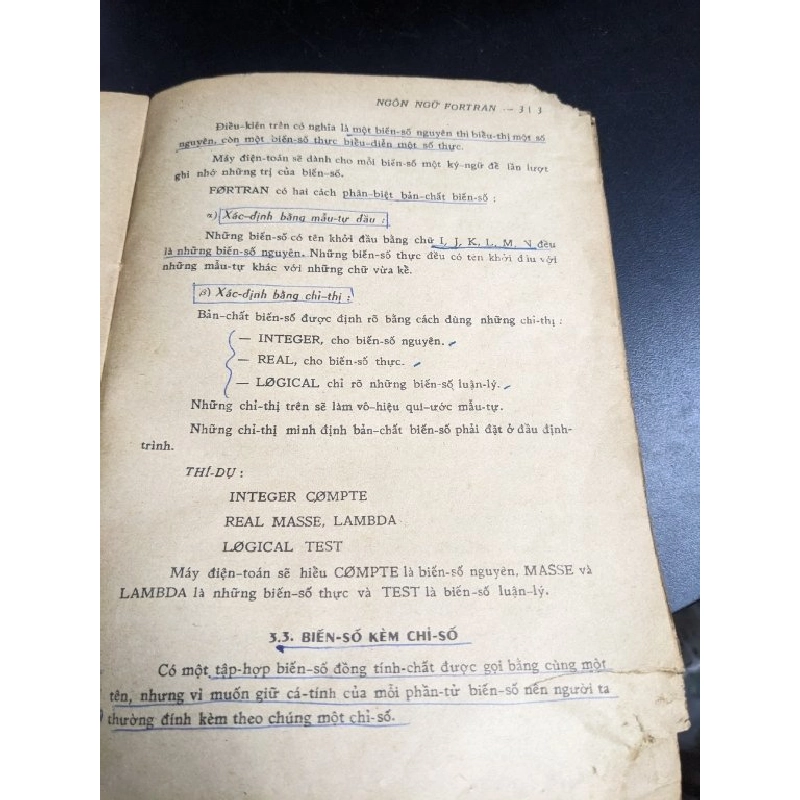 NGÔN NGỮ FORTRAN — 313
Điều-kiện trên có nghĩa là một biến-số nguyên thì biểu-thị một số
nguyên, còn một biến-số thực biểu-diễn một số thực.
Máy điện-toán sẽ dành cho mỗi biến-số một ký-ngữ để lần lượt
ghi nhớ những trị của biến-số.
FØRTRAN có hai cách phân-biệt bản-chất biến-số :
α) Xác-định bằng mẫu-tự đầu :
Những biến-số có tên khởi đầu bằng chữ I, J, K, L, M, N đều
là những biến-số nguyên. Những biến-số thực đều có tên khởi đầu với
những mẫu-tự khác với những chữ vừa kể.
β) Xác-định bằng chỉ-thị :
Bản-chất biến-số được định rõ bằng cách dùng những chỉ-thị :
— INTEGER, cho biến-số nguyên.
— REAL, cho biến-số thực.
— LØGICAL chỉ rõ những biến-số luận-lý.
Những chỉ-thị trên sẽ làm vô-hiệu qui-ước mẫu-tự.
Những chỉ-thị minh định bản-chất biến-số phải đặt ở đầu định-
trình.
THÍ-DỤ :
INTEGER CØMPTE
REAL MASSE, LAMBDA
LØGICAL TEST
Máy điện-toán sẽ hiểu CØMPTE là biến-số nguyên, MASSE và
LAMBDA là những biến-số thực và TEST là biến-số luận-lý.
3.3. BIẾN-SỐ KÈM CHỈ-SỐ
Có một tập-hợp biến-số đồng tính-chất được gọi bằng cùng một
tên, nhưng vì muốn giữ cá-tính của mỗi phần-tử biến-số nên người ta
thường đính kèm theo chúng một chỉ-số.